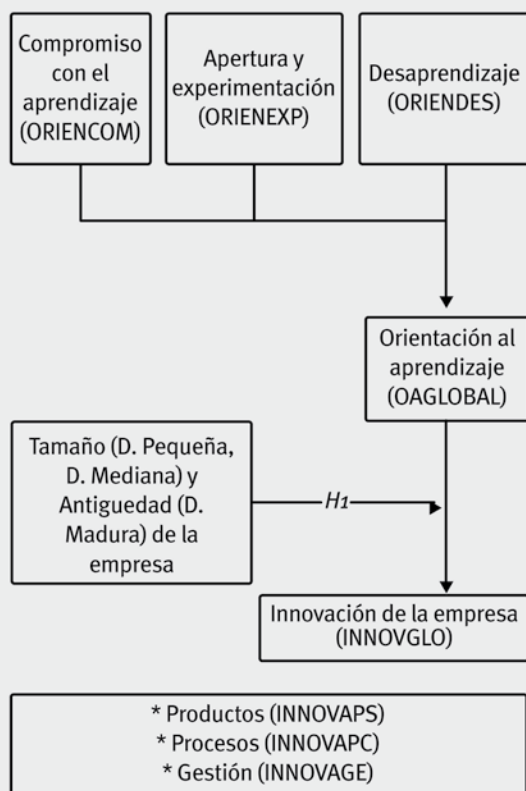 Compromiso
con el
aprendizaje
(ORIENCOM)
Apertura y
experimentación
(ORIENEXP)
Desaprendizaje
(ORIENDES)
Orientación al
aprendizaje
(OAGLOBAL)
Tamaño (D. Pequeña,
D. Mediana) y
Antiguedad (D.
Madura) de la
empresa
H1
Innovación de la empresa
(INNOVGLO)
* Productos (INNOVAPS)
* Procesos (INNOVAPC)
* Gestión (INNOVAGE)